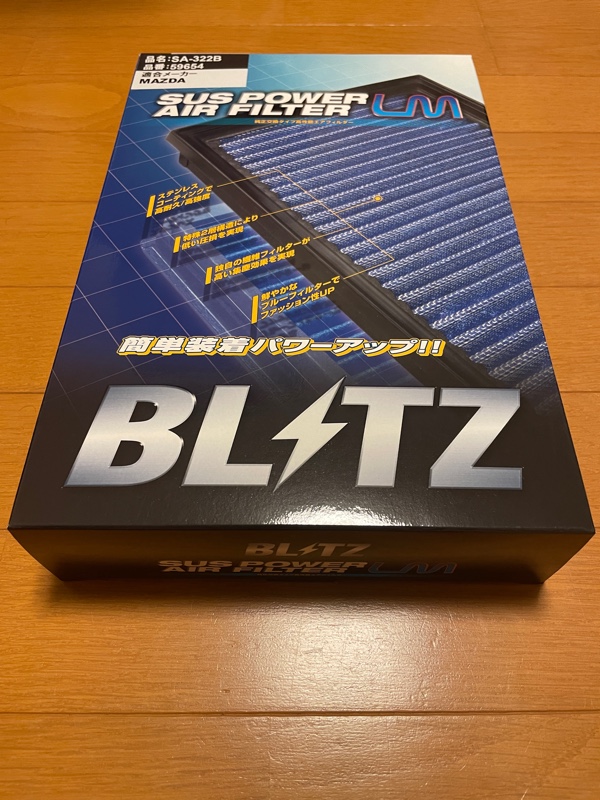 品名:SA-322B
品番:59654
適合メーカー
MAZDA
SUS POWER
AIR FILTER LM
純正交換タイプ高性能エアフィルター
ステンレス
コーティングで
高耐久/高強度
特殊2層構造により
低い圧損を実現
独自の繊維フィルターが
高い集塵効果を実現
鮮やかな
ブルーフィルターで
ファッション性UP
簡単装着パワーアップ!!
BLITZ
BLITZ
SUS POWER
AIR FILTER LM